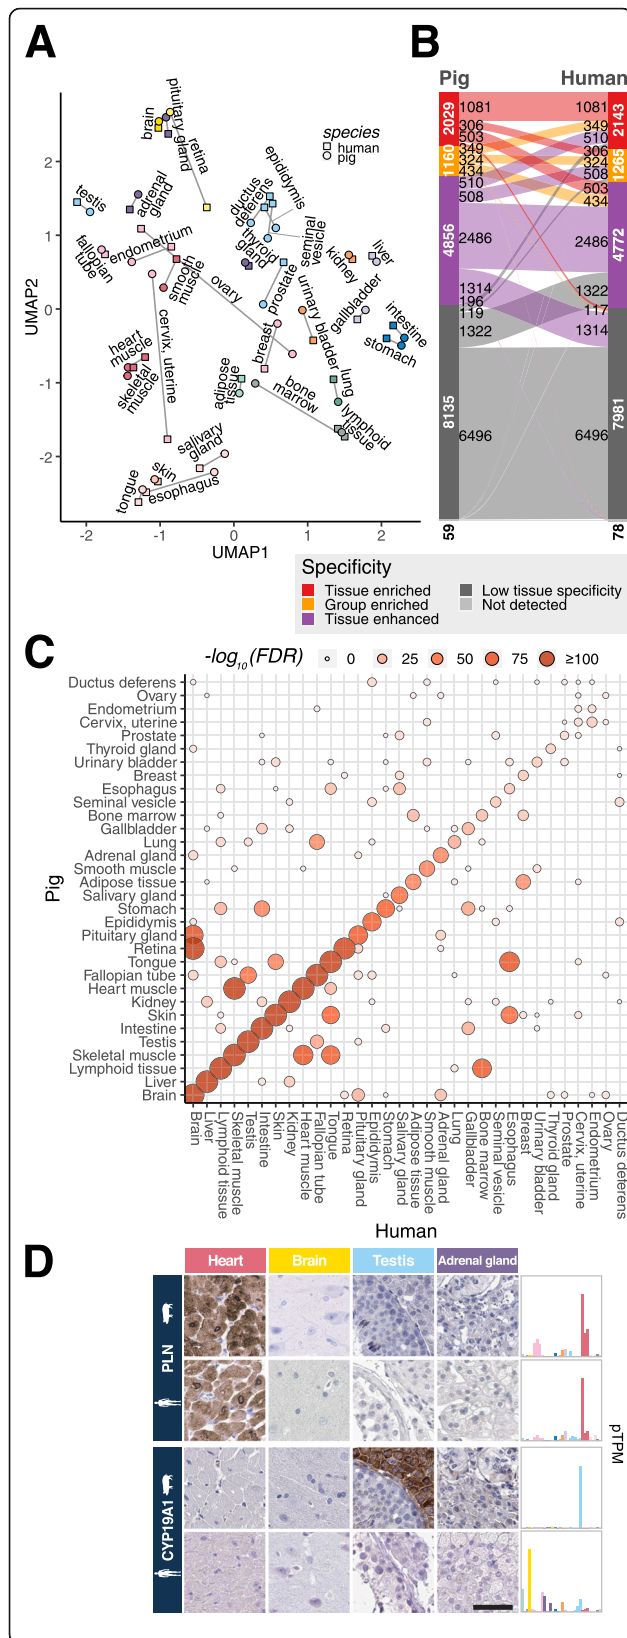 A
B
Pig
Human
species
human
pig
brain
pituitary gland
retina
testis
adrenal
gland
ductus
deferens
epididymis
fallopian
tube
endometrium
smooth
muscle
thyroid
gland
seminal
vesicle
kidney
liver
ovary
prostate
urinary bladder
gallbladder
intestine
stomach
heart
muscle
skeletal
muscle
cervix, uterine
adipose
tissue
breast
bone
marrow
lung
lymphoid
tissue
salivary
gland
skin
tongue
esophagus
2
1
0
-1
-2
UMAP2
-2
-1
0
1
2
UMAP1
2029
1160
4856
8135
59
1081
306
503
349
324
434
510
508
2486
1314
196
119
1322
6496
1081
349
510
306
324
508
503
434
2486
1322
117
1314
6496
2143
1265
4772
7981
78
Specificity
Tissue enriched
Group enriched
Tissue enhanced
Low tissue specificity
Not detected
C
-log10(FDR)
0
25
50
75
≥100
Ductus deferens
Ovary
Endometrium
Cervix, uterine
Prostate
Thyroid gland
Urinary bladder
Breast
Esophagus
Seminal vesicle
Bone marrow
Gallbladder
Lung
Adrenal gland
Smooth muscle
Adipose tissue
Salivary gland
Stomach
Epididymis
Pituitary gland
Retina
Tongue
Fallopian tube
Heart muscle
Kidney
Skin
Intestine
Testis
Skeletal muscle
Lymphoid tissue
Liver
Brain
Pig
Brain
Liver
Lymphoid tissue
Skeletal muscle
Testis
Intestine
Skin
Kidney
Heart muscle
Fallopian tube
Tongue
Retina
Pituitary gland
Epididymis
Stomach
Salivary gland
Adipose tissue
Smooth muscle
Adrenal gland
Lung
Gallbladder
Bone marrow
Seminal vesicle
Esophagus
Breast
Urinary bladder
Thyroid gland
Prostate
Cervix, uterine
Endometrium
Ovary
Ductus deferens
Human
D
Heart
Brain
Testis
Adrenal gland
PLN
CYP19A1
pTPM